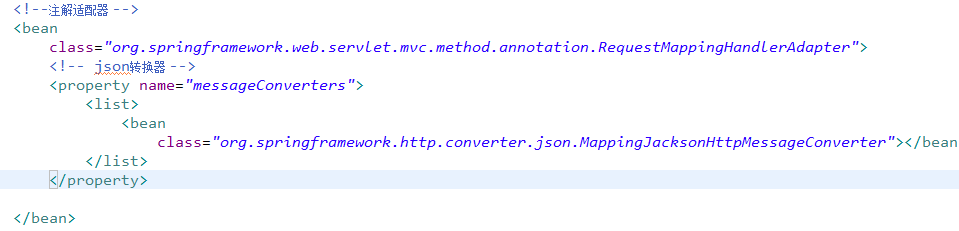 <!--注解适配器 -->
<bean
class="org.springframework.web.servlet.mvc.method.annotation.RequestMappingHandlerAdapter">
<!-- json转换器 -->
<property name="messageConverters">
<list>
<bean
class="org.springframework.http.converter.json.MappingJacksonHttpMessageConverter"></bean
</list>
</property>
</bean>